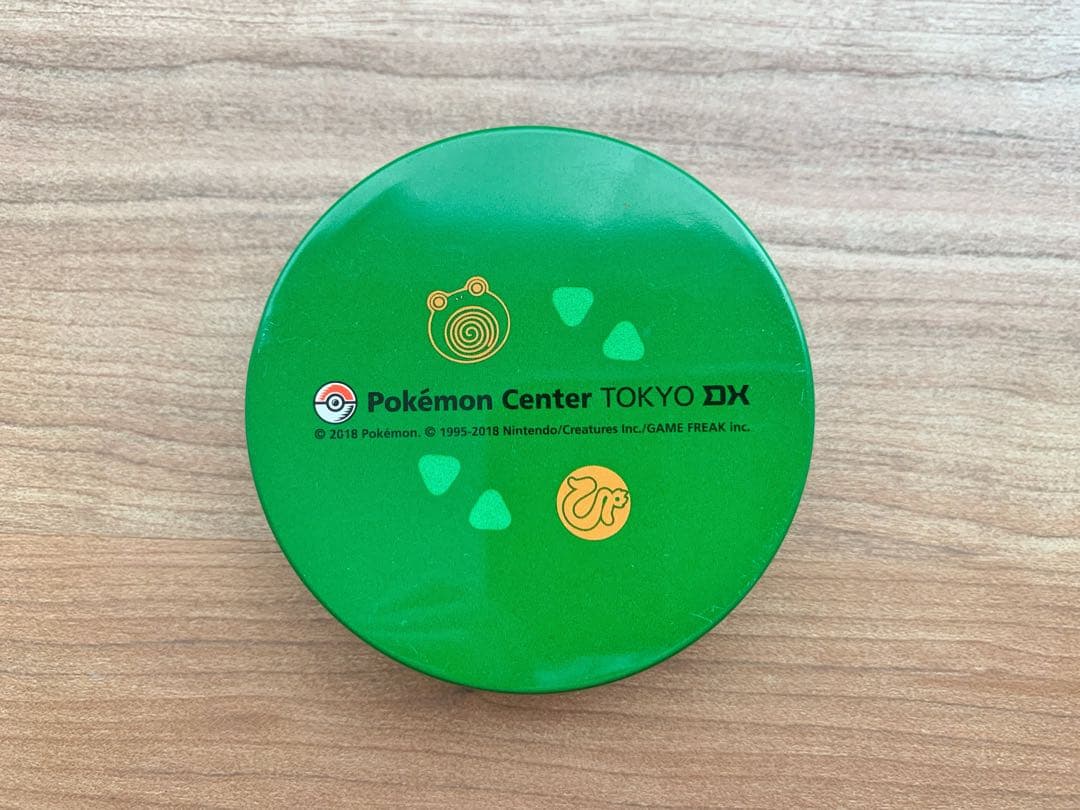 Pokémon Center TOKYO DX
© 2018 Pokémon. © 1995-2018 Nintendo/Creatures Inc./GAME FREAK inc.